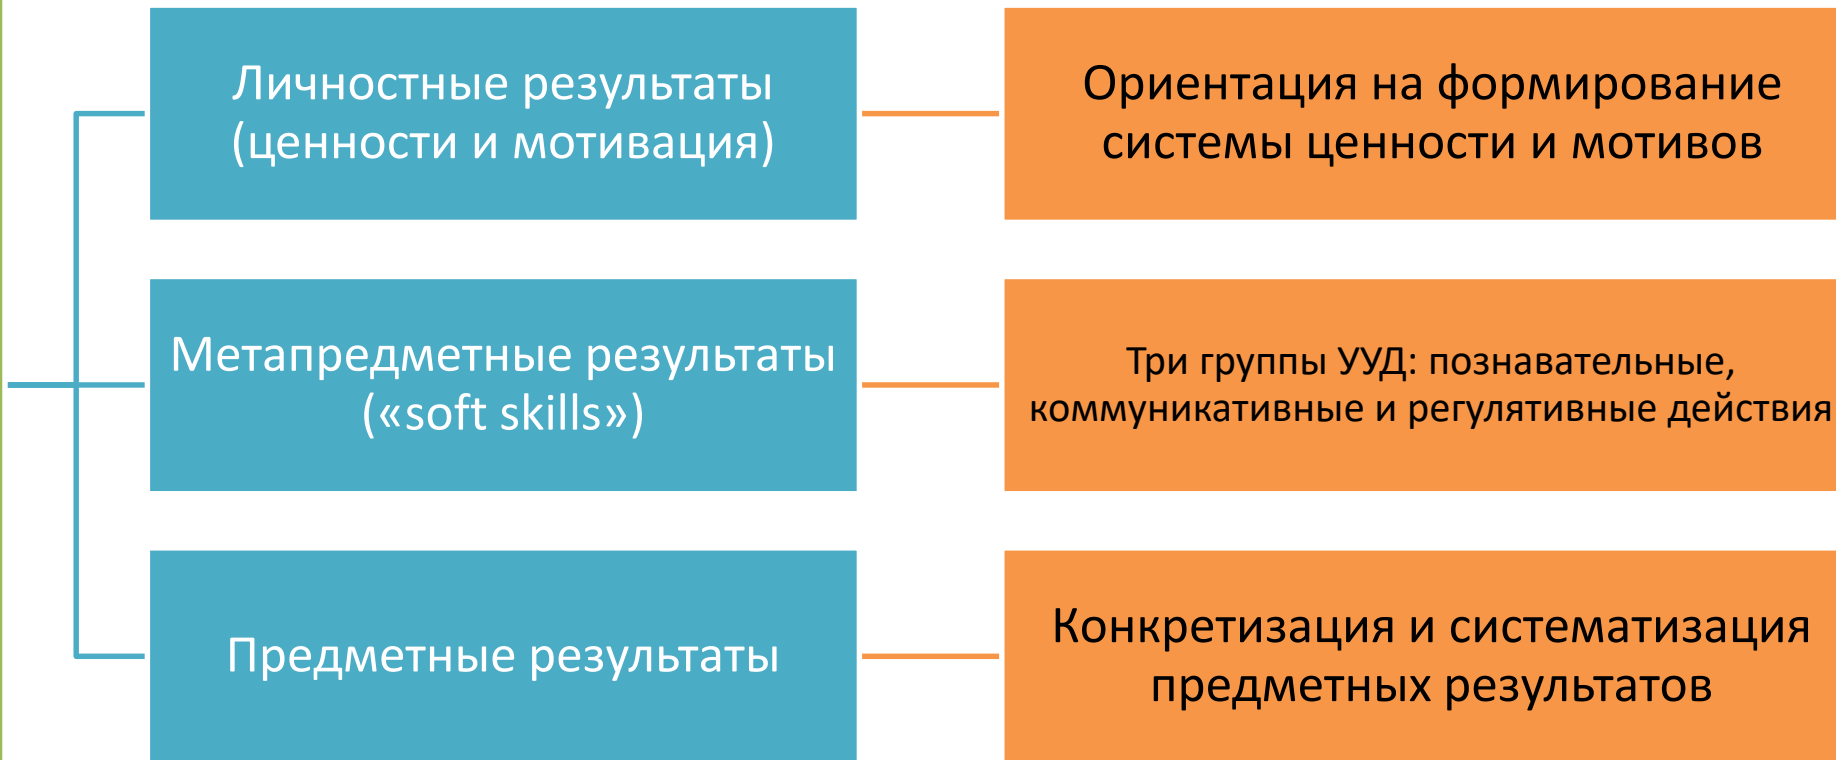 Личностные результаты
(ценности и мотивация)
Ориентация на формирование
системы ценности и мотивов
Метапредметные результаты
(«soft skills»)
Три группы УУД: познавательные,
коммуникативные и регулятивные действия
Предметные результаты
Конкретизация и систематизация
предметных результатов